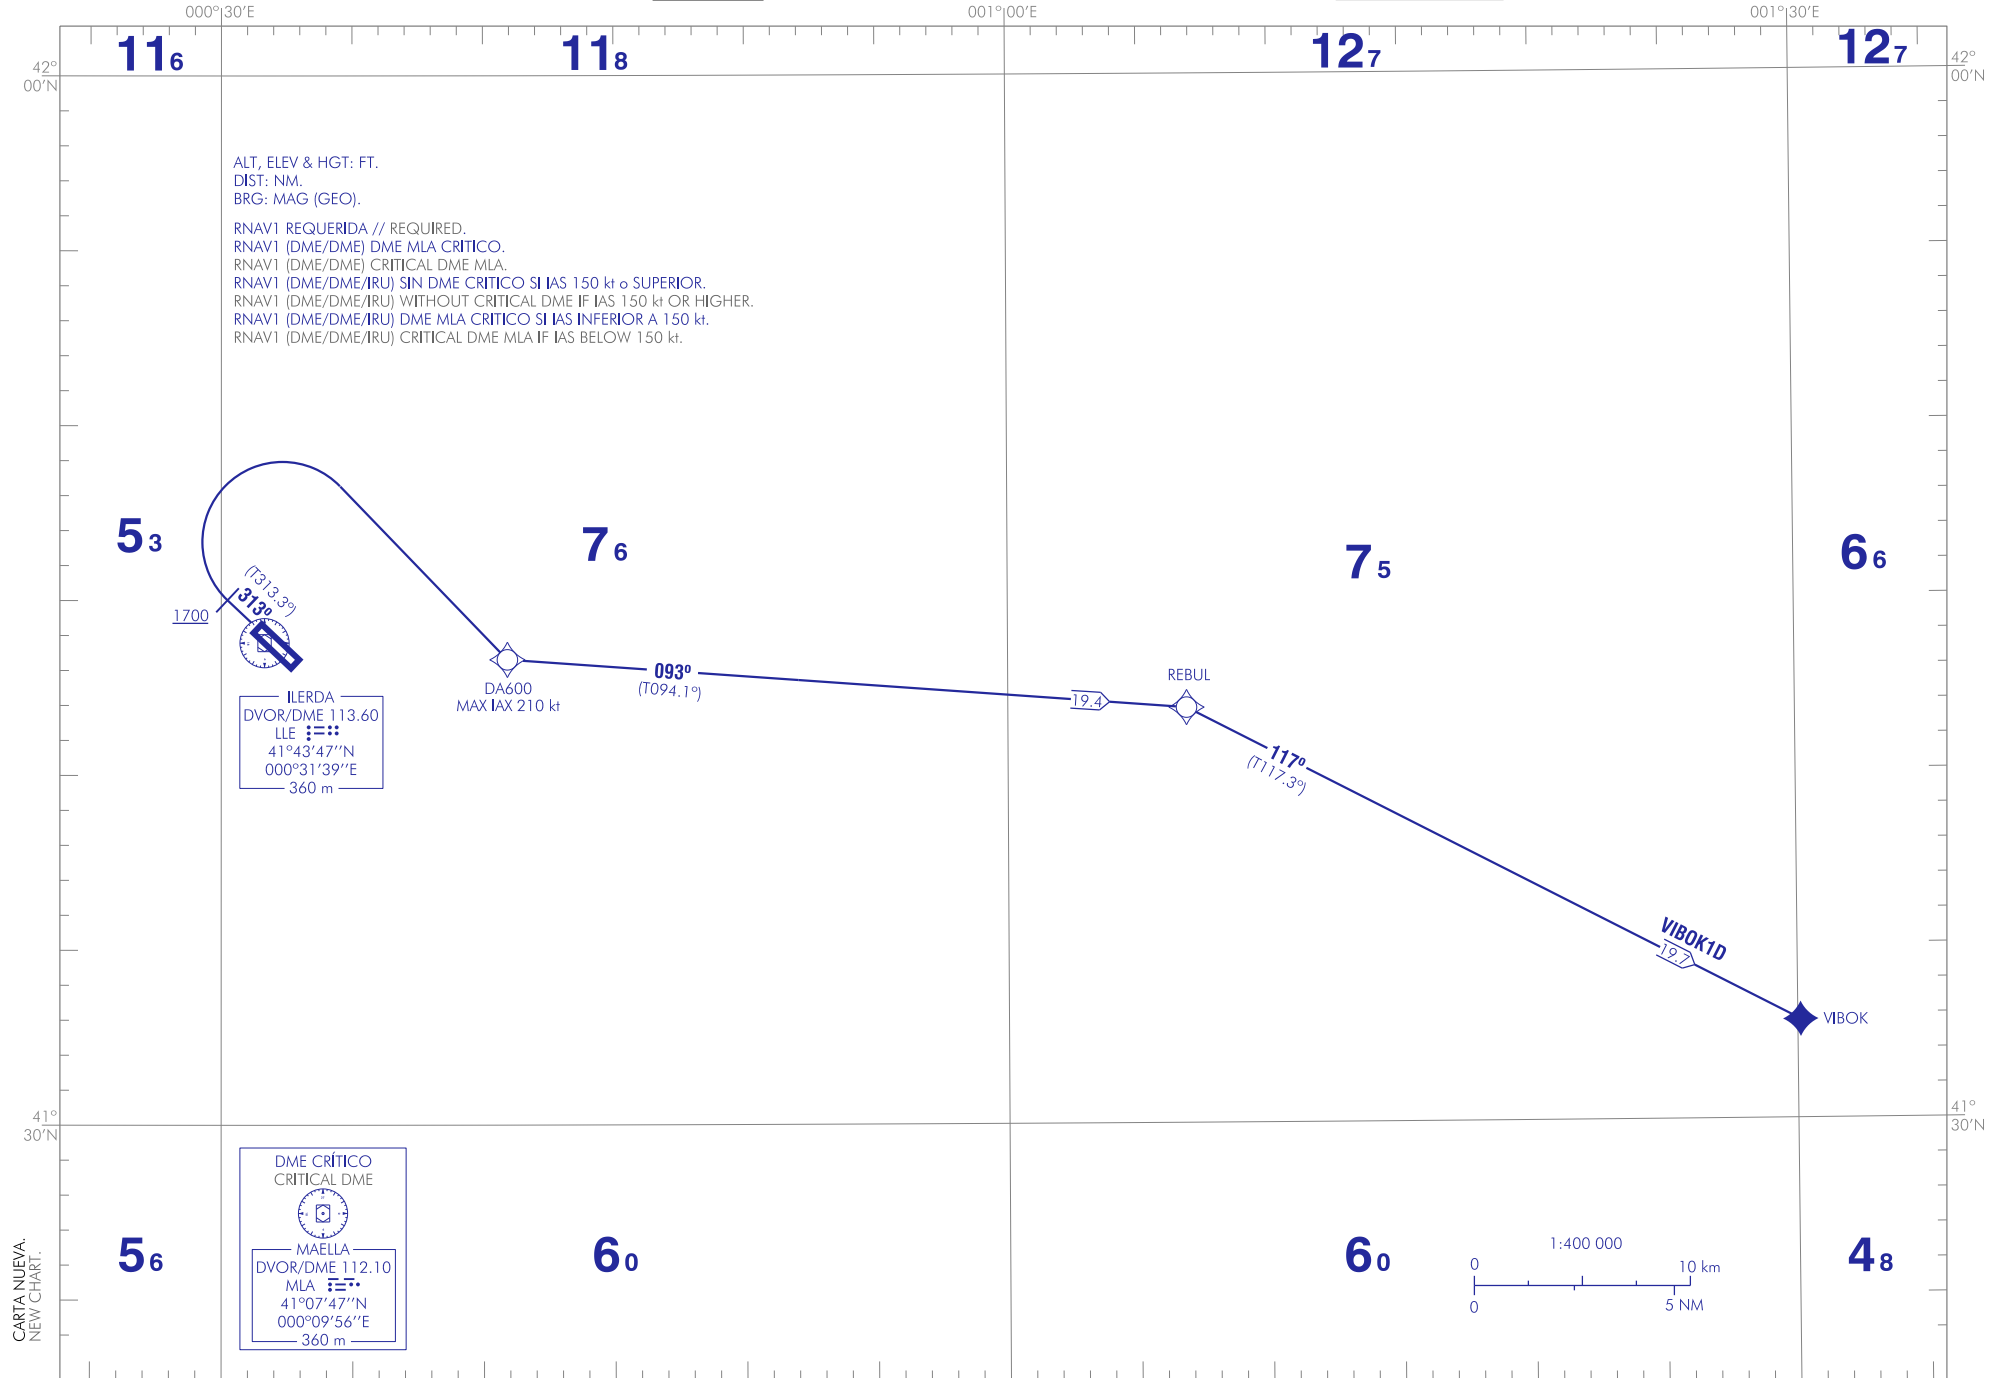 000°30'E
001°00'E
001°30'E
42°
00'N
11 6
11 8
12 7
12 7
42°
00'N
ALT, ELEV & HGT: FT.
DIST: NM.
BRG: MAG (GEO).
RNAV1 REQUERIDA // REQUIRED.
RNAV1 (DME/DME) DME MLA CRITICO.
RNAV1 (DME/DME) CRITICAL DME MLA.
RNAV1 (DME/DME/IRU) SIN DME CRITICO SI IAS 150 kt o SUPERIOR.
RNAV1 (DME/DME/IRU) WITHOUT CRITICAL DME IF IAS 150 kt OR HIGHER.
RNAV1 (DME/DME/IRU) DME MLA CRITICO SI IAS INFERIOR A 150 kt.
RNAV1 (DME/DME/IRU) CRITICAL DME MLA IF IAS BELOW 150 kt.
5 3
7 6
7 5
6 6
(T313.3º)
313º
1700
ILERDA
DVOR/DME 113.60
LLE
41°43'47''N
000°31'39''E
360 m
DA600
MAX IAX 210 kt
093º
(T094.1º)
19.4
REBUL
117º
(T117.3º)
VIBOK1D
19.7
VIBOK
41°
30'N
41°
30'N
DME CRÍTICO
CRITICAL DME
MAELLA
DVOR/DME 112.10
MLA
41°07'47''N
000°09'56''E
360 m
5 6
6 0
6 0
4 8
1:400 000
0
10 km
0
5 NM
CARTA NUEVA.
NEW CHART.